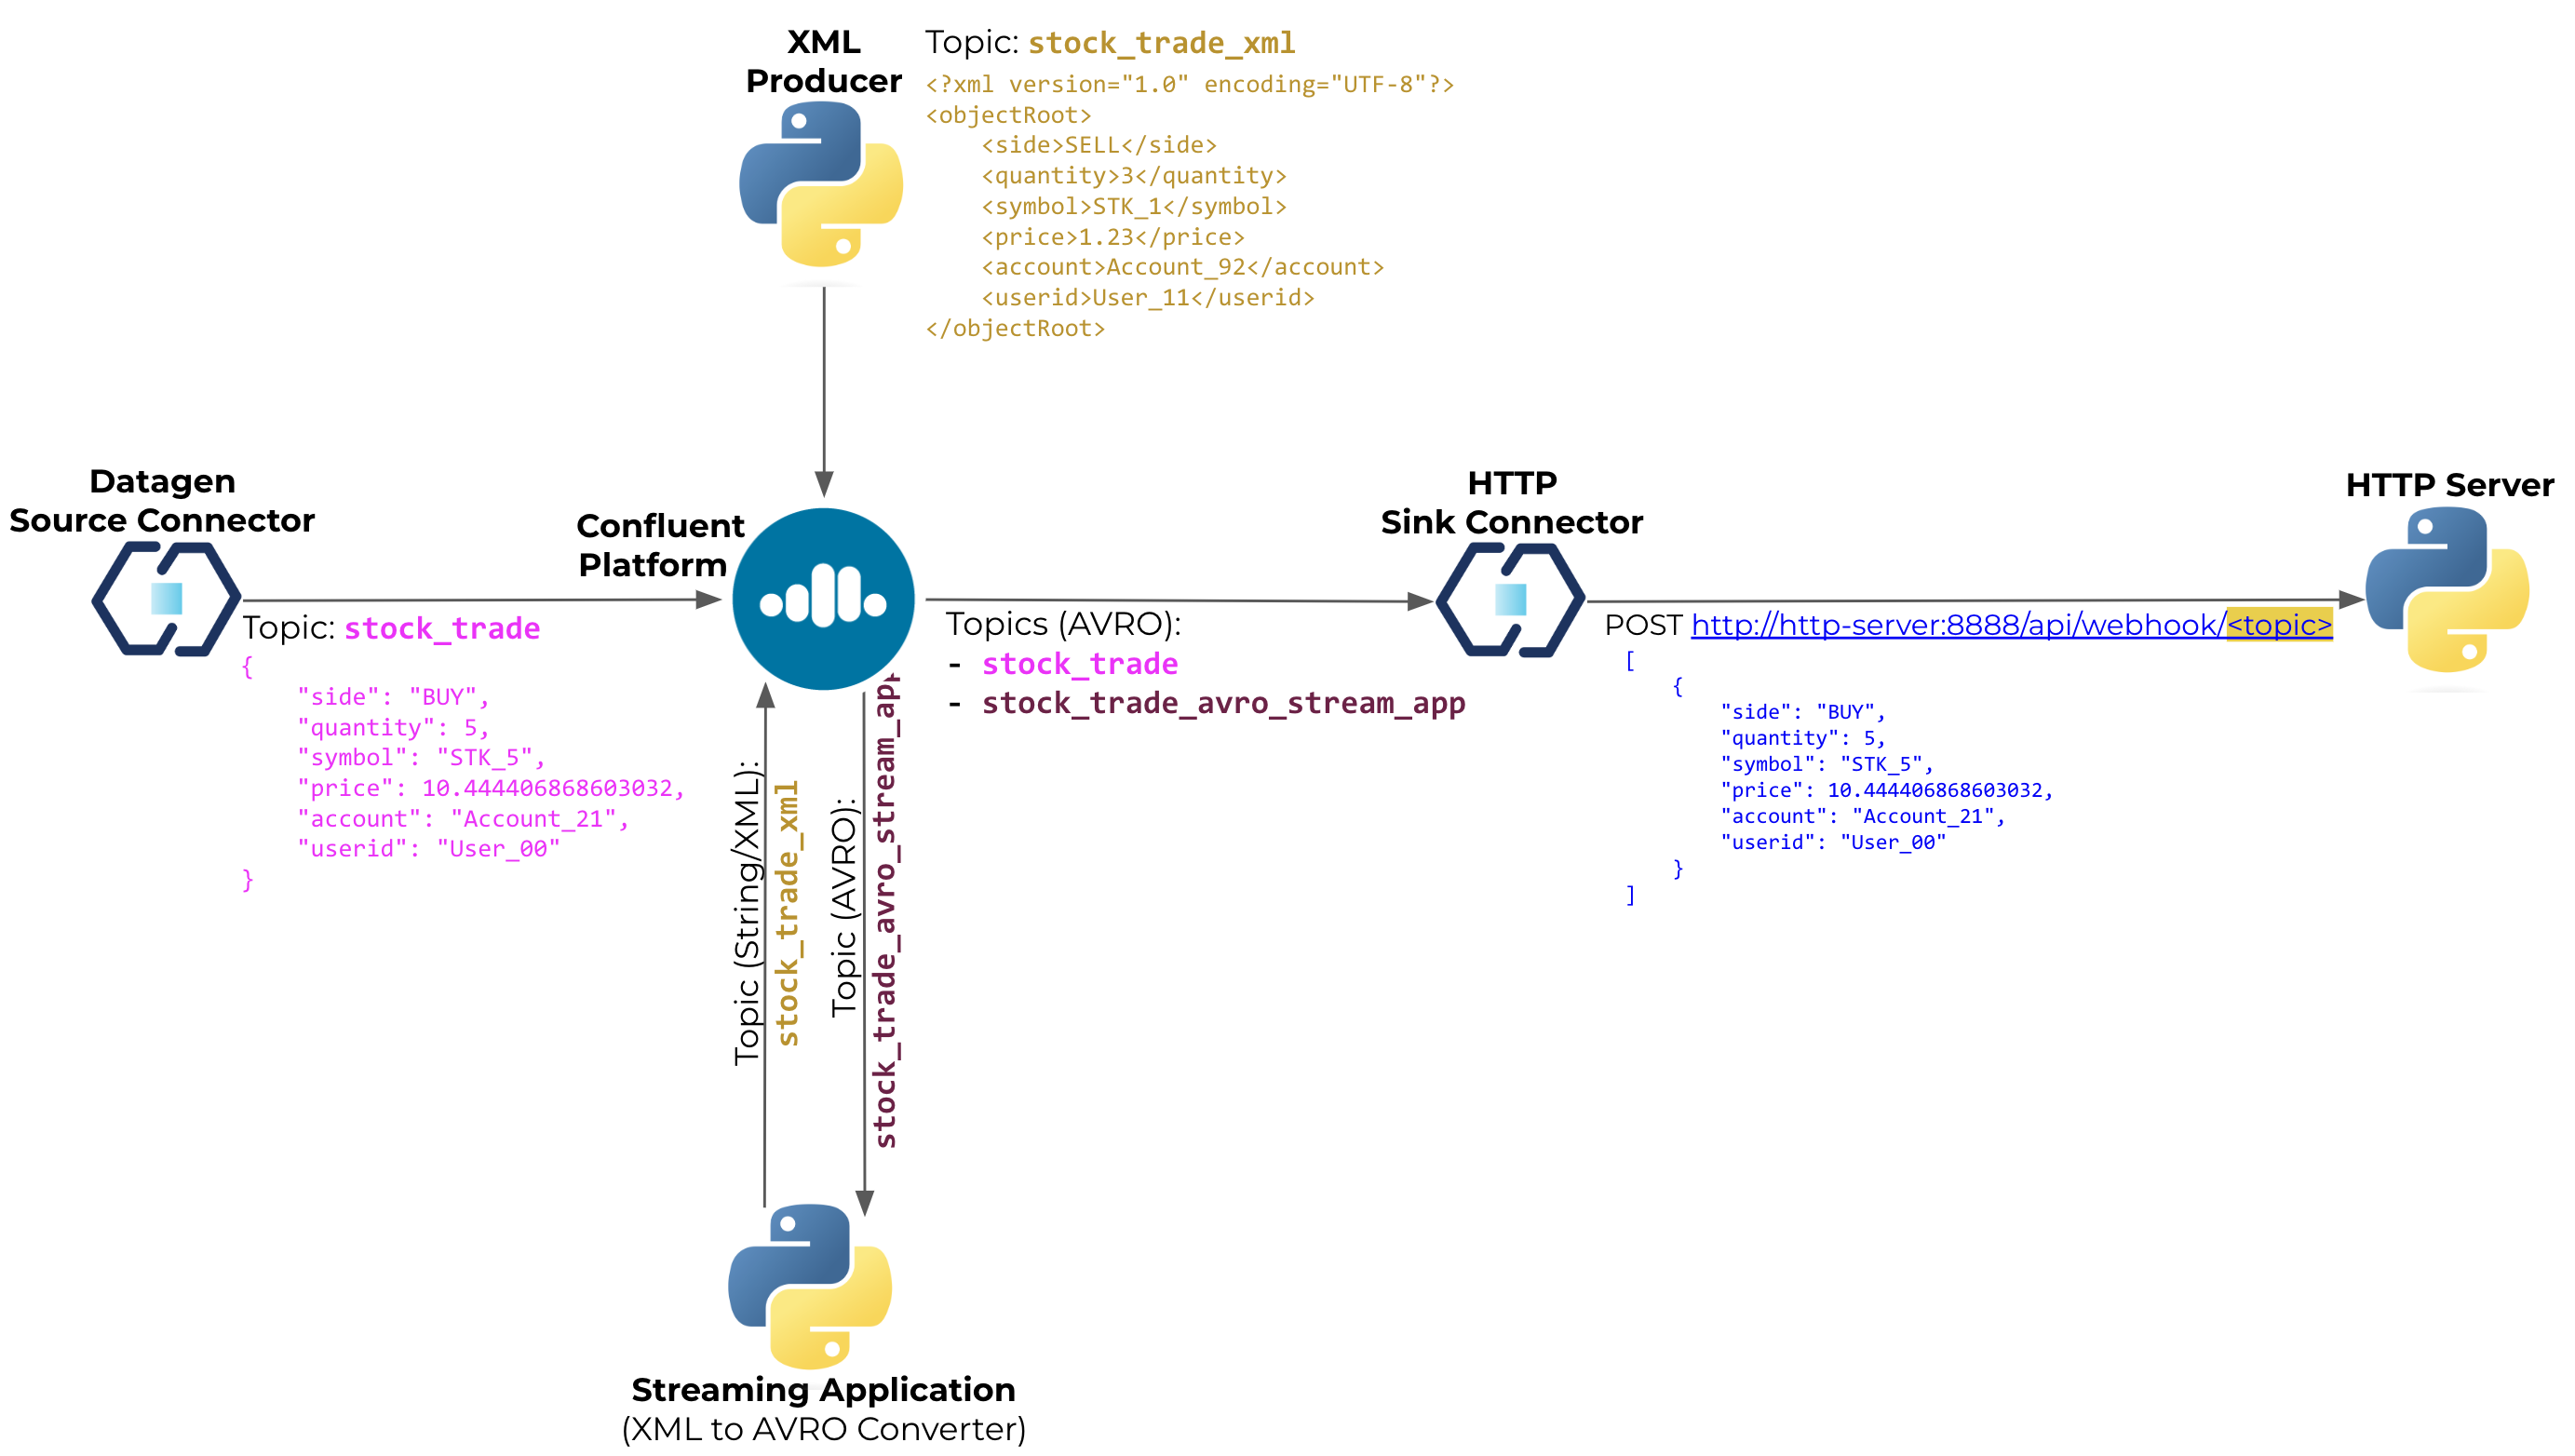 XML
Producer
Topic: stock_trade_xml
<?xml version="1.0" encoding="UTF-8"?>
<objectRoot>
    <side>SELL</side>
    <quantity>3</quantity>
    <symbol>STK_1</symbol>
    <price>1.23</price>
    <account>Account_92</account>
    <userid>User_11</userid>
</objectRoot>
Datagen
Source Connector
Topic: stock_trade
{
    "side": "BUY",
    "quantity": 5,
    "symbol": "STK_5",
    "price": 10.444406868603032,
    "account": "Account_21",
    "userid": "User_00"
}
Confluent
Platform
Topics (AVRO):
- stock_trade
- stock_trade_avro_stream_app
HTTP
Sink Connector
POST http://http-server:8888/api/webhook/<topic>
[
    {
        "side": "BUY",
        "quantity": 5,
        "symbol": "STK_5",
        "price": 10.444406868603032,
        "account": "Account_21",
        "userid": "User_00"
    }
]
HTTP Server
Topic (String/XML):
stock_trade_xml
Topic (AVRO):
stock_trade_avro_stream_app
Streaming Application
(XML to AVRO Converter)